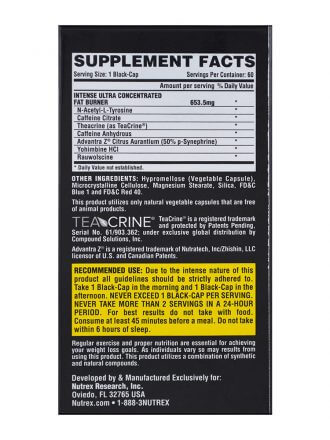 SUPPLEMENT FACTS
Serving Size: 1 Black-Cap Servings Per Container: 60
Amount per serving % Daily Value
INTENSE ULTRA CONCENTRATED
FAT BURNER 653.5mg *
N-Acetyl-L-Tyrosine *
Caffeine Citrate *
Theacrine (as TeaCrine®) *
Caffeine Anhydrous *
Advantra Z® Citrus Aurantium (50% p-Synephrine) *
Yohimbine HCl *
Rauwolscine *
* Daily Value not established.
OTHER INGREDIENTS: Hypromellose (Vegetable Capsule),
Microcrystalline Cellulose, Magnesium Stearate, Silica, FD&C
Blue 1 and FD&C Red 40.
This product utilizes only vegetable capsules that are free
of animal products.
TEACRINE® TeaCrine® is a registered trademark
and protected by Patents Pending,
Serial No. 61/903,362; under exclusive global distribution by
Compound Solutions, Inc.
Advantra Z® is a registered trademark of Nutratech, Inc/Zhishin, LLC
licensor of U.S. and Canadian Patents.
RECOMMENDED USE: Due to the intense nature of this
product all guidelines should be strictly adhered to.
Take 1 Black-Cap in the morning and 1 Black-Cap in the
afternoon. NEVER EXCEED 1 BLACK-CAP PER SERVING.
NEVER TAKE MORE THAN 2 SERVINGS IN A 24-HOUR
PERIOD. For best results do not take with food.
Consume at least 45 minutes before a meal. Do not take
within 6 hours of sleep.
Regular exercise and proper nutrition are essential for achieving
your weight loss goals. As individuals vary so may results from
using this product. This product utilizes a combination of synthetic
and natural compounds.
Developed by & Manufactured Exclusively for:
Nutrex Research, Inc.
Oviedo, FL 32765 USA
Nutrex.com • 1-888-3NUTREX